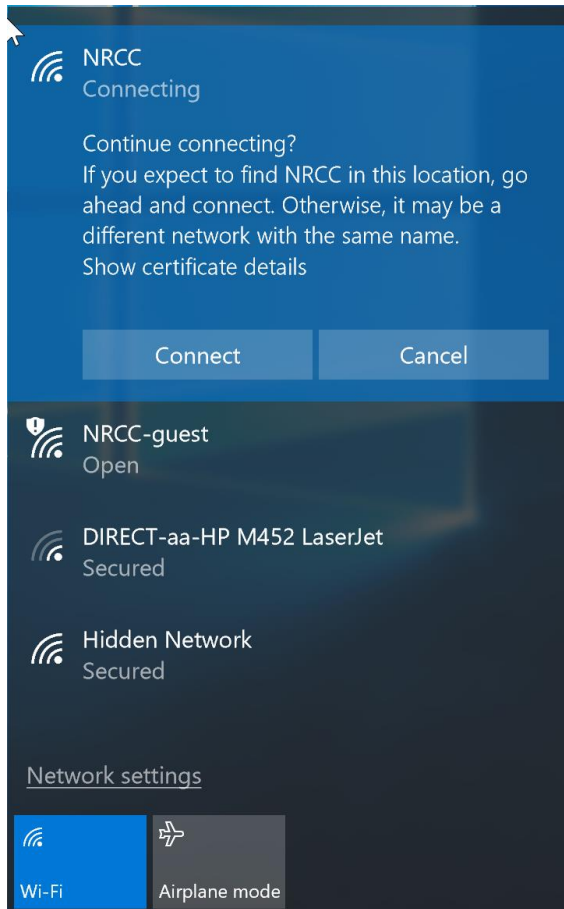 NRCC
Connecting
Continue connecting?
If you expect to find NRCC in this location, go
ahead and connect. Otherwise, it may be a
different network with the same name.
Show certificate details
Connect Cancel
NRCC-guest
Open
DIRECT-aa-HP M452 LaserJet
Secured
Hidden Network
Secured
Network settings
Wi-Fi Airplane mode